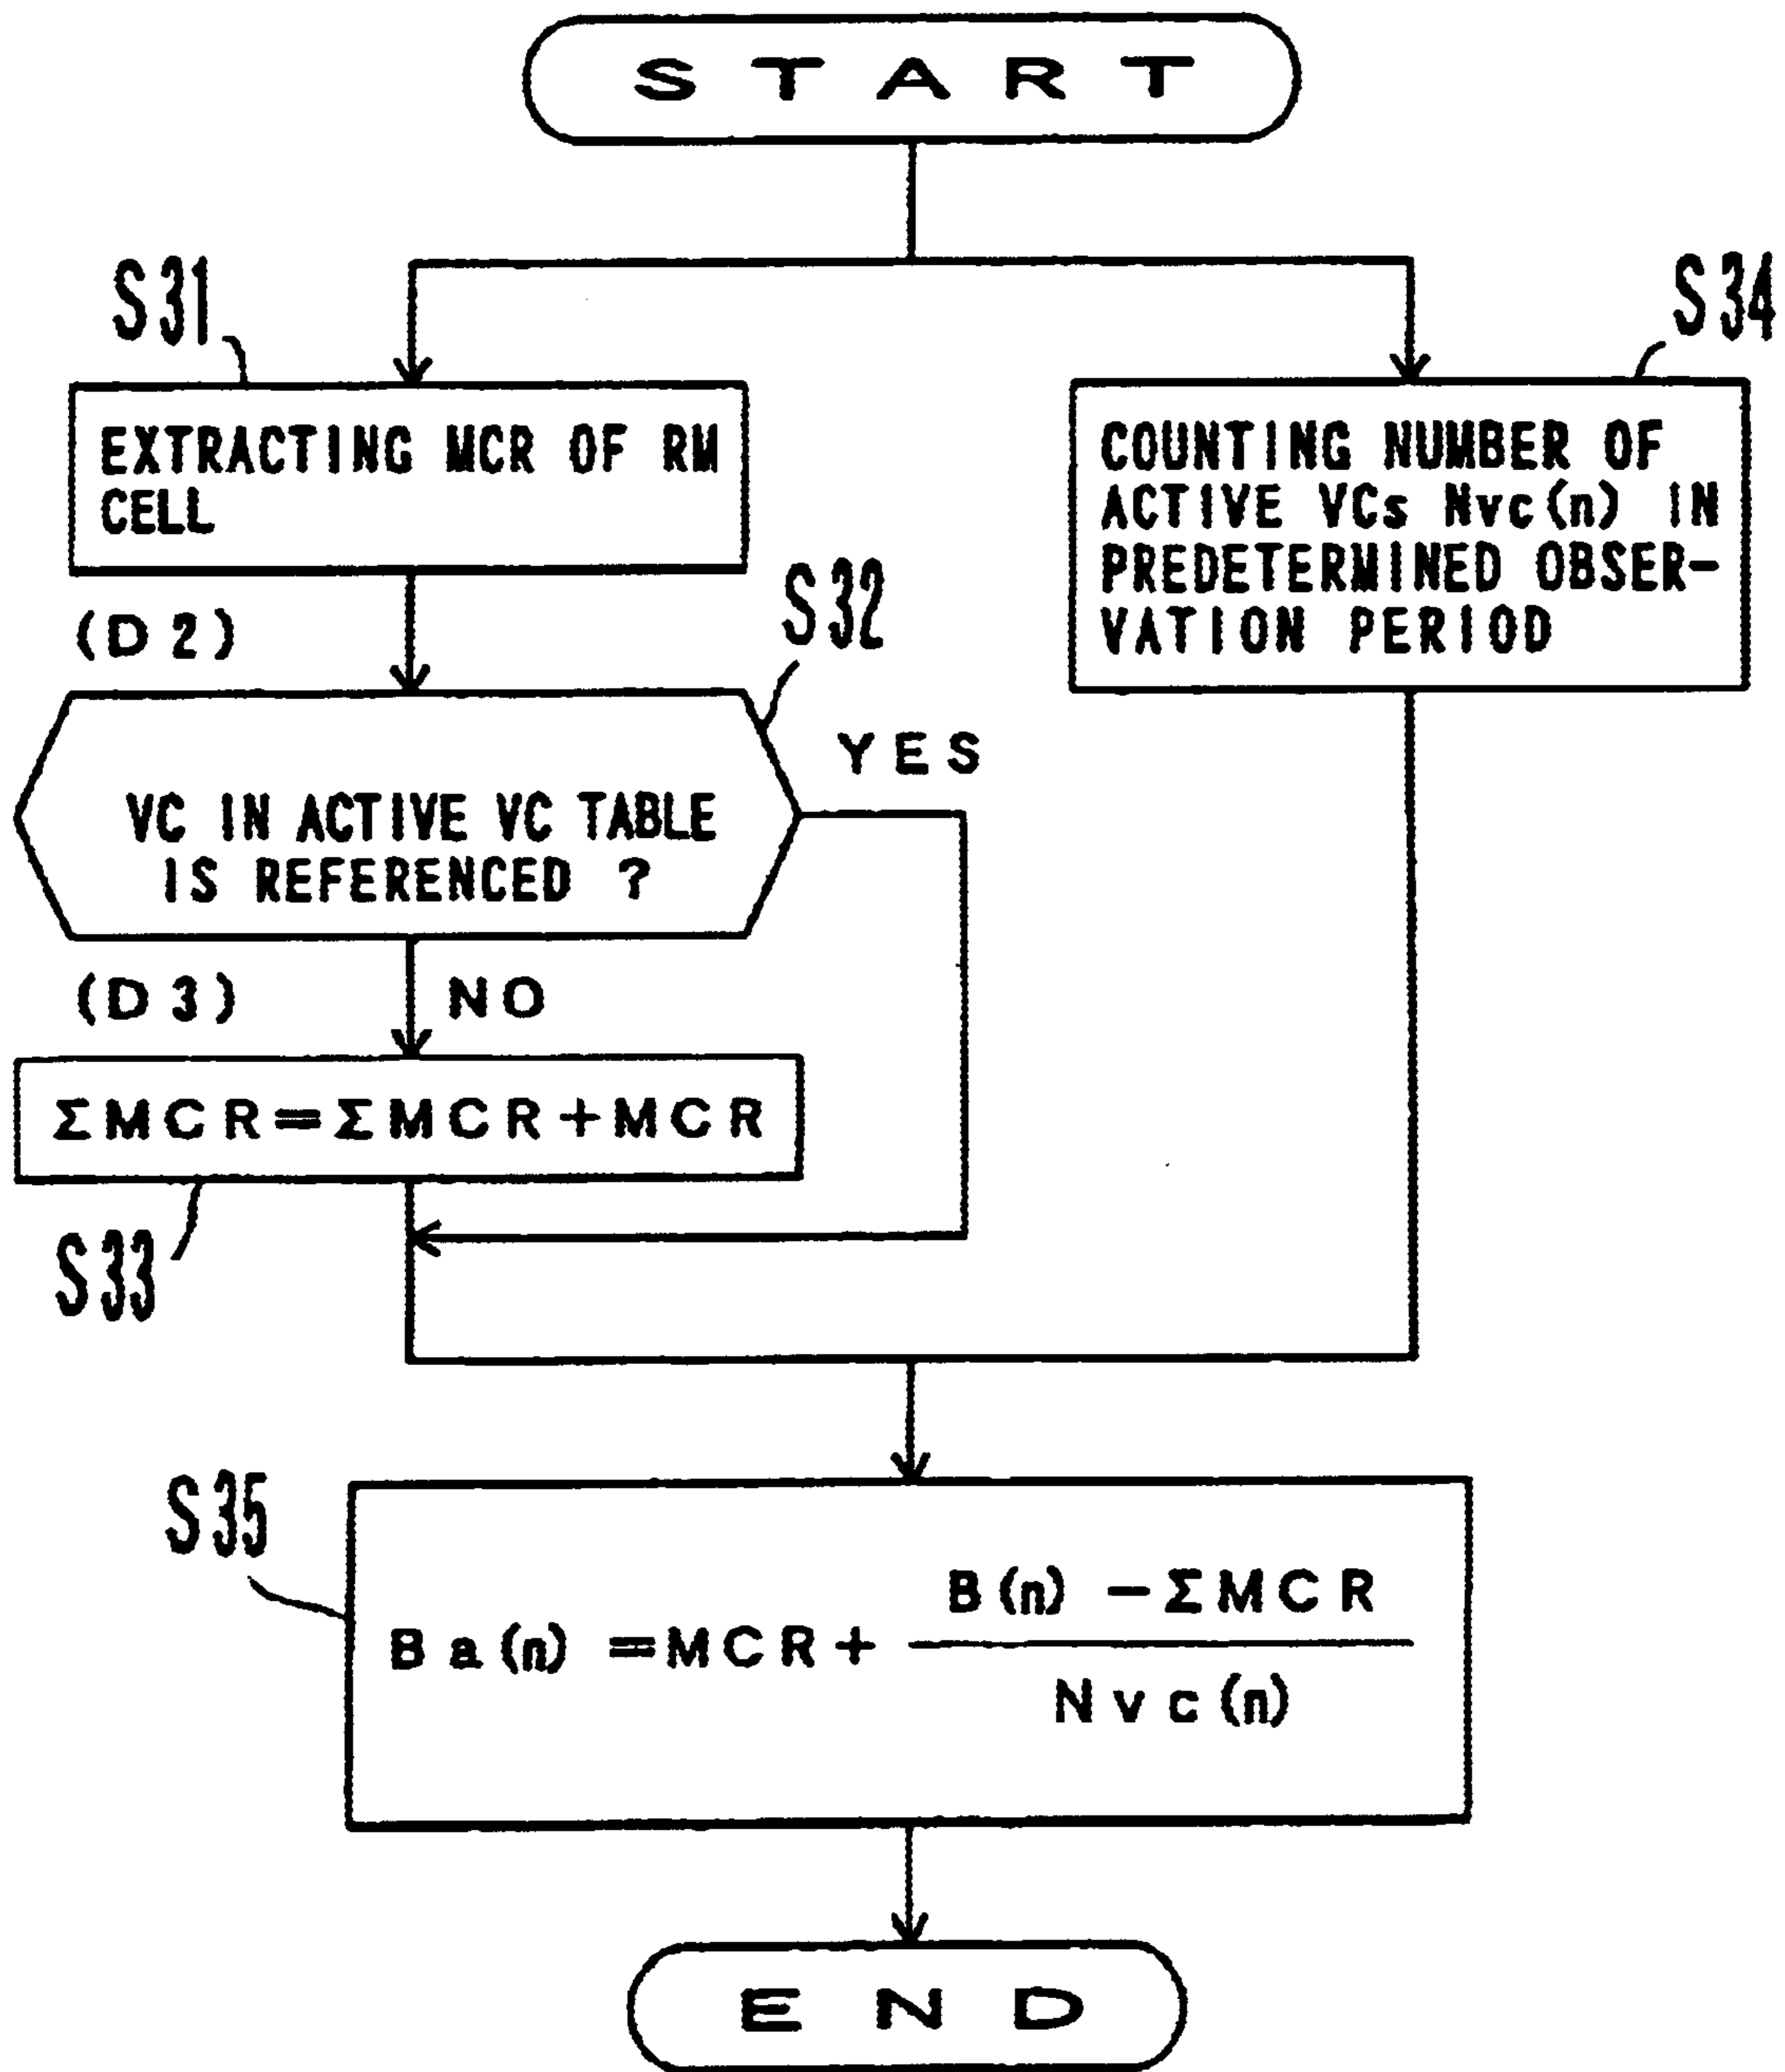 START
S31
S34
EXTRACTING MCR OF RM
CELL
COUNTING NUMBER OF
ACTIVE VCs Nvc(n) IN
PREDETERMINED OBSER-
VATION PERIOD
(D2)
S32
YES
VC IN ACTIVE VC TABLE
IS REFERENCED ?
(D3)
NO
ΣMCR=ΣMCR+MCR
S33
S35
B(n) -ΣMCR
Ba(n) =MCR+
Nvc(n)
END